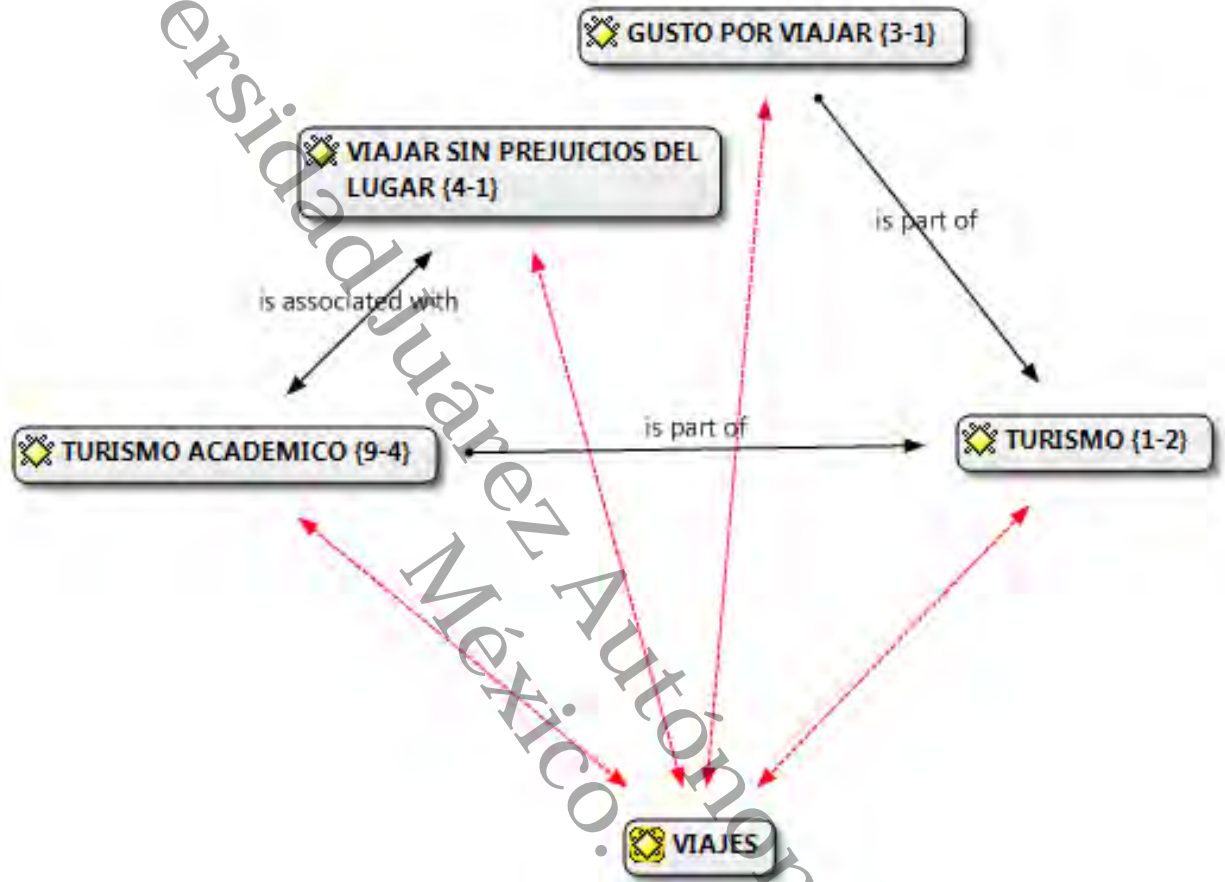 GUSTO POR VIAJAR {3-1}
VIAJAR SIN PREJUICIOS DEL
LUGAR {4-1}
is part of
is associated with
TURISMO ACADEMICO {9-4}
is part of
TURISMO {1-2}
VIAJES
ersidad Juárez Autónom
México.